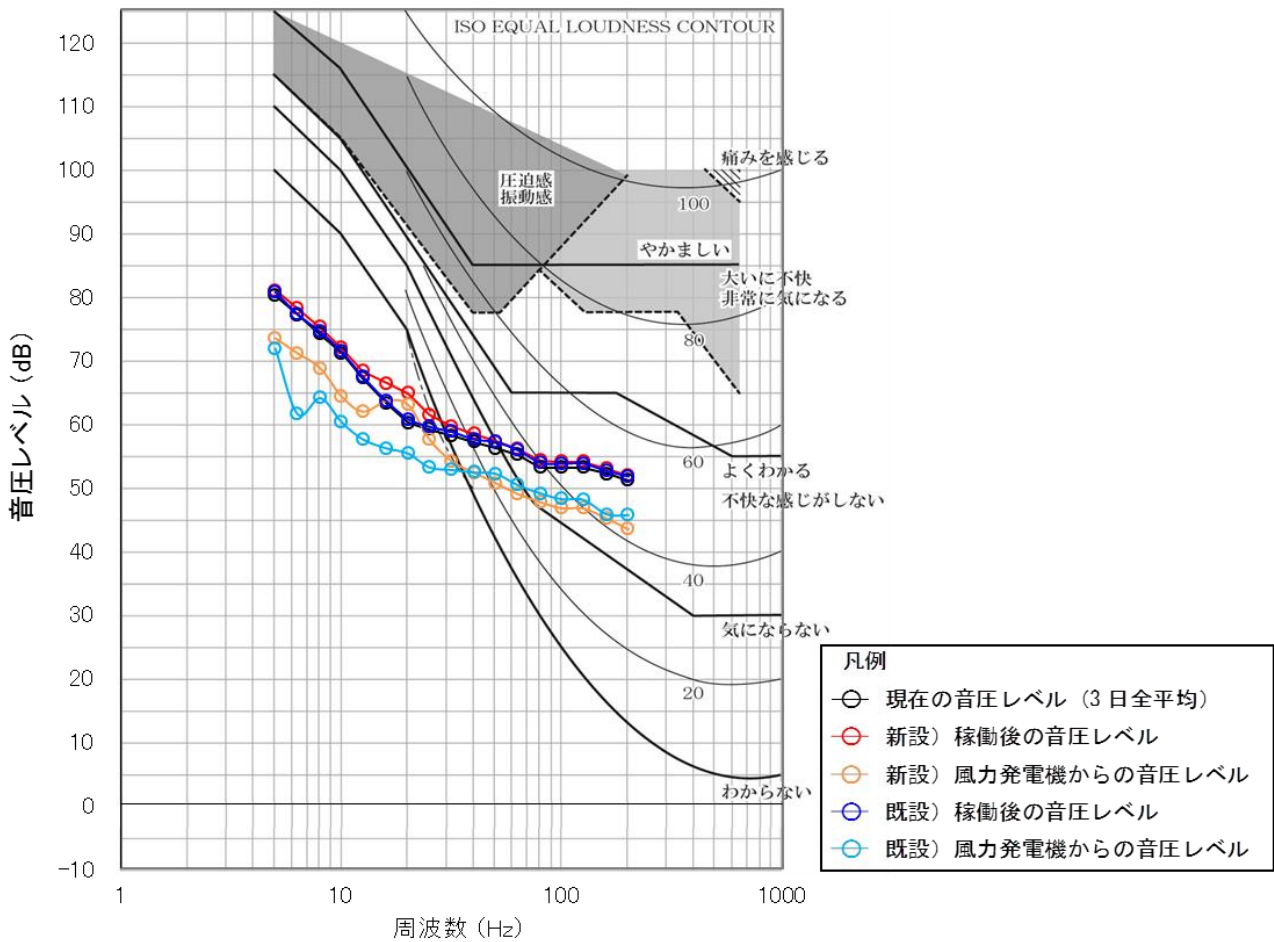 ISO EQUAL LOUDNESS CONTOUR
120
110
100
90
80
70
60
50
40
30
20
10
0
−10
音圧レベル (dB)
1
10
100
1000
周波数 (Hz)
痛みを感じる
圧迫感
振動感
100
やかましい
大いに不快
非常に気になる
80
60
よくわかる
不快な感じがしない
40
気にならない
20
わからない
凡例
現在の音圧レベル（3 日全平均）
新設）稼働後の音圧レベル
新設）風力発電機からの音圧レベル
既設）稼働後の音圧レベル
既設）風力発電機からの音圧レベル